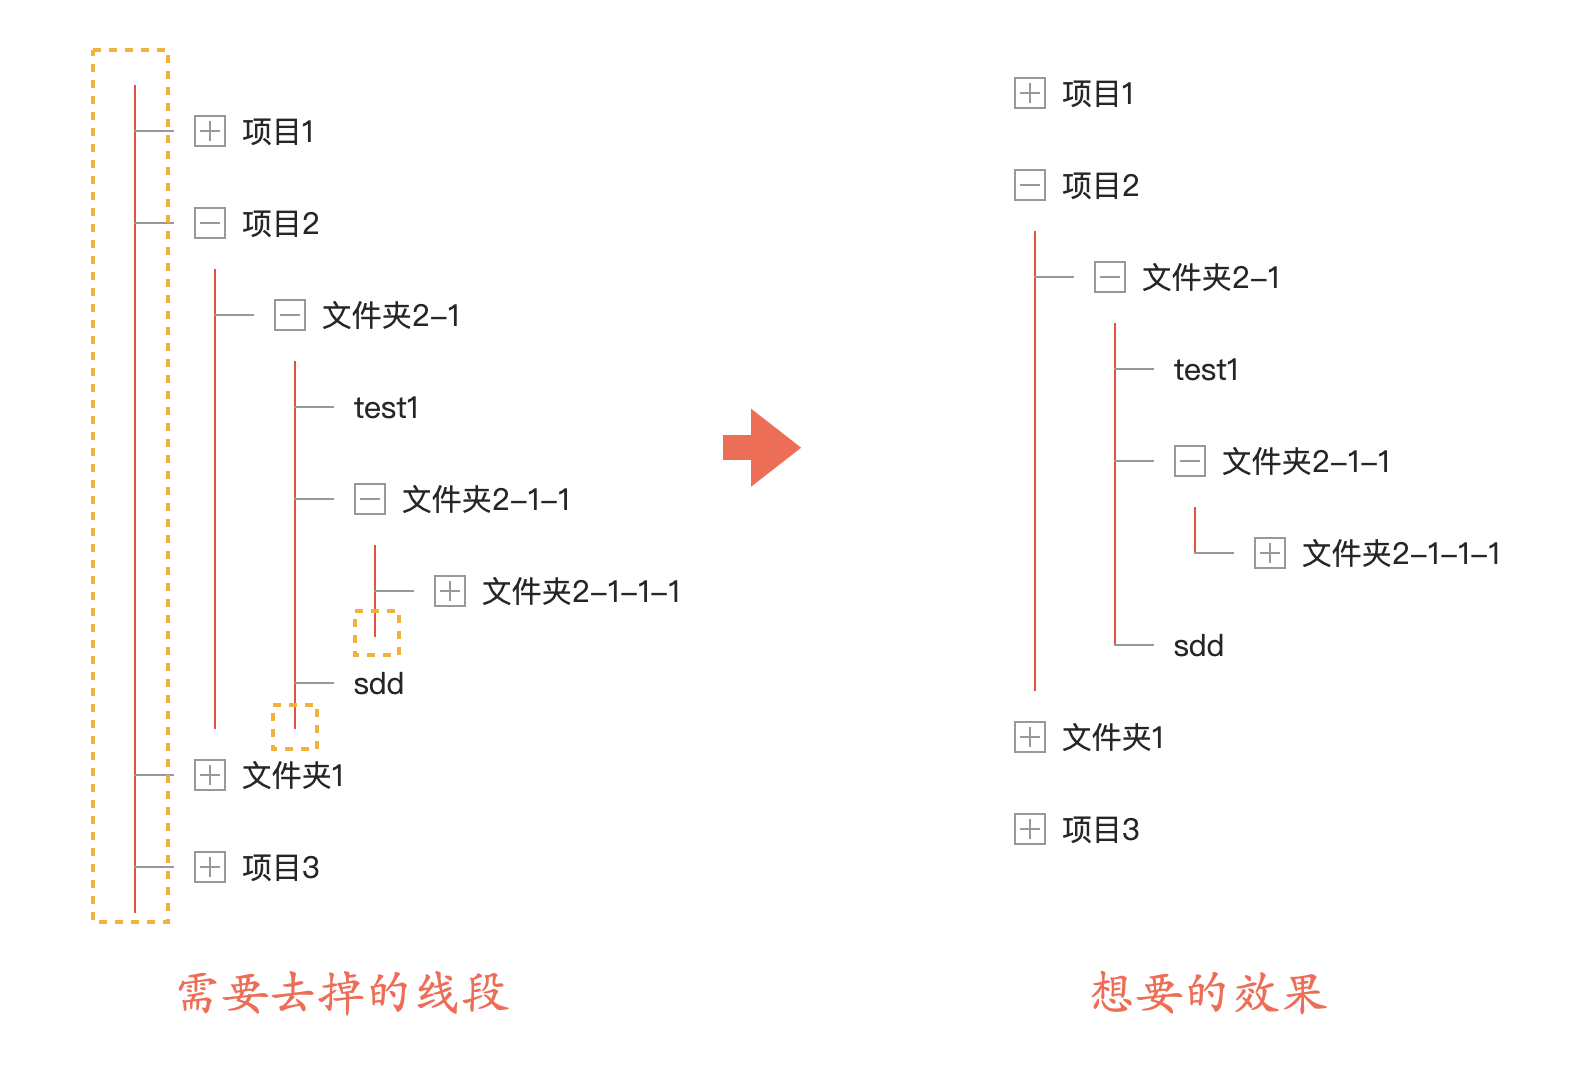 项目1
项目2
文件夹2-1
test1
文件夹2-1-1
文件夹2-1-1-1
sdd
文件夹1
项目3
需要去掉的线段
项目1
项目2
文件夹2-1
test1
文件夹2-1-1
文件夹2-1-1-1
sdd
文件夹1
项目3
想要的效果